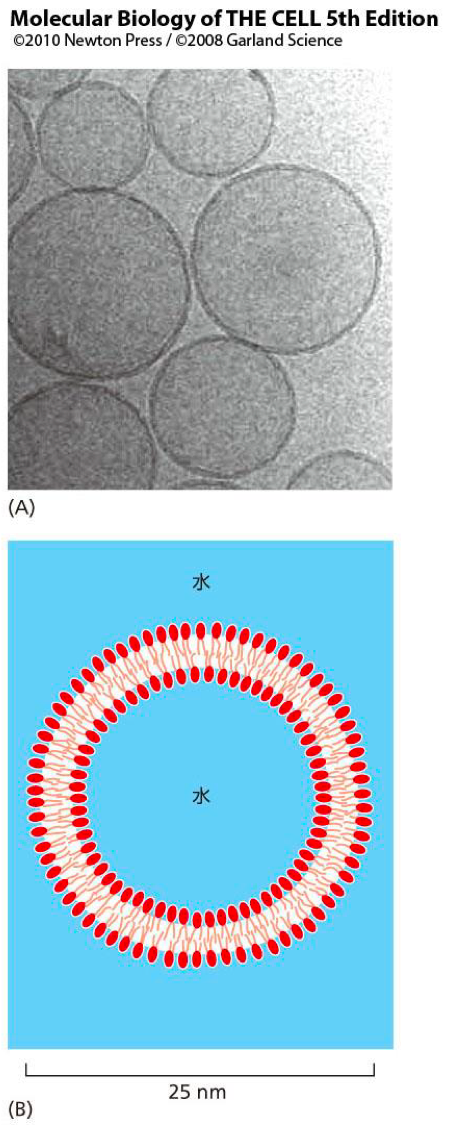 Molecular Biology of THE CELL 5th Edition
©2010 Newton Press / ©2008 Garland Science
(A)
水
水
25 nm
(B)